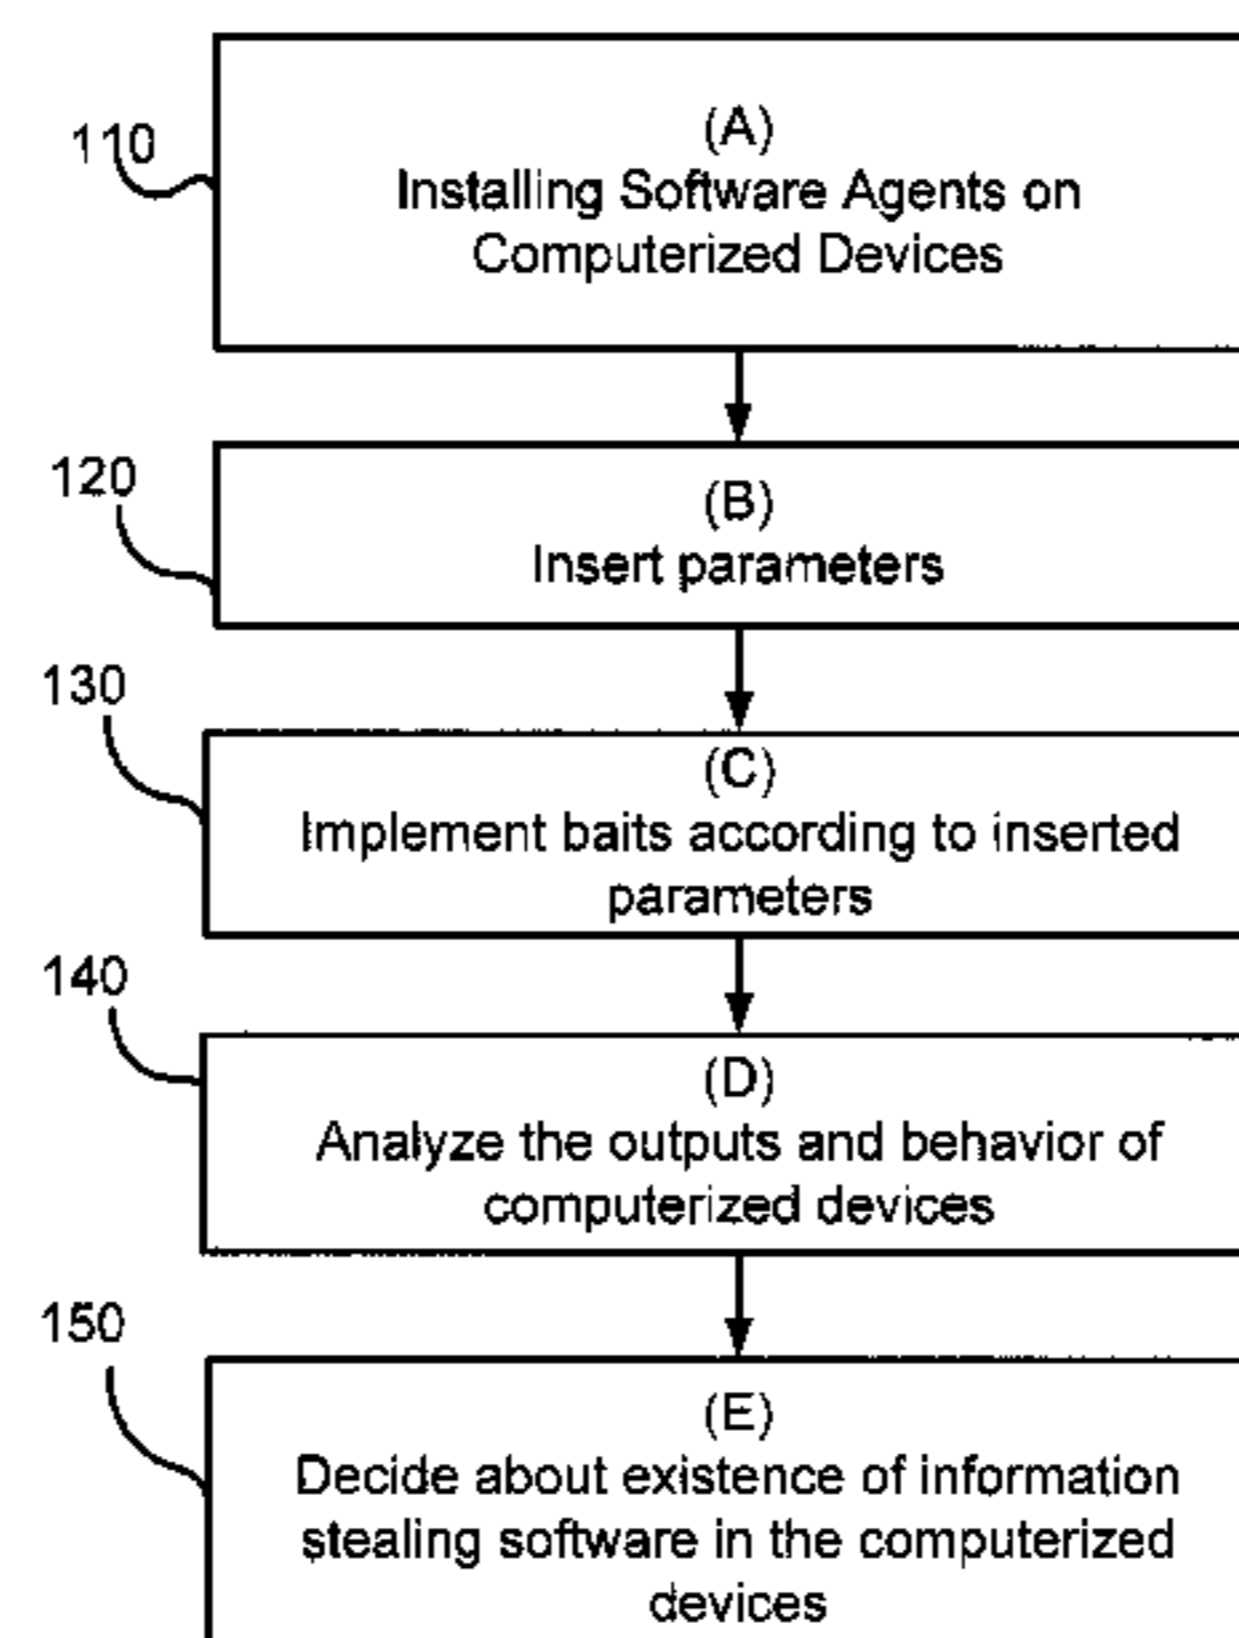 110
(A)
Installing Software Agents on
Computerized Devices
120
(B)
Insert parameters
130
(C)
Implement baits according to inserted
parameters
140
(D)
Analyze the outputs and behavior of
computerized devices
150
(E)
Decide about existence of information
stealing software in the computerized
devices